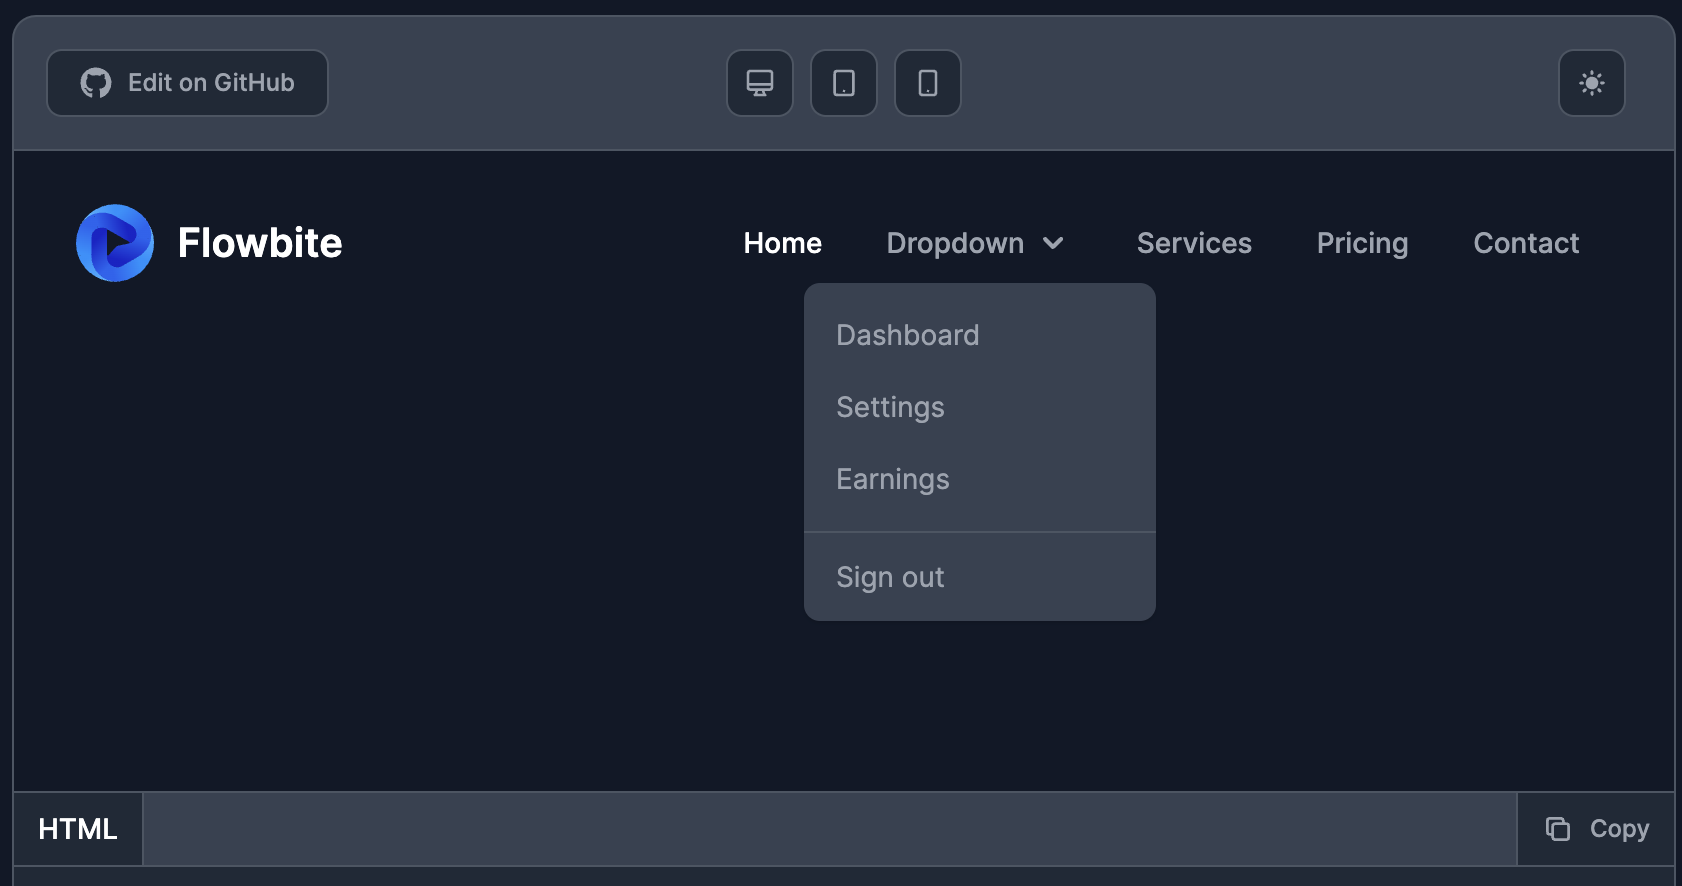 Edit on GitHub
Flowbite
Home Dropdown Services Pricing Contact
Dashboard
Settings
Earnings
Sign out
HTML
Copy